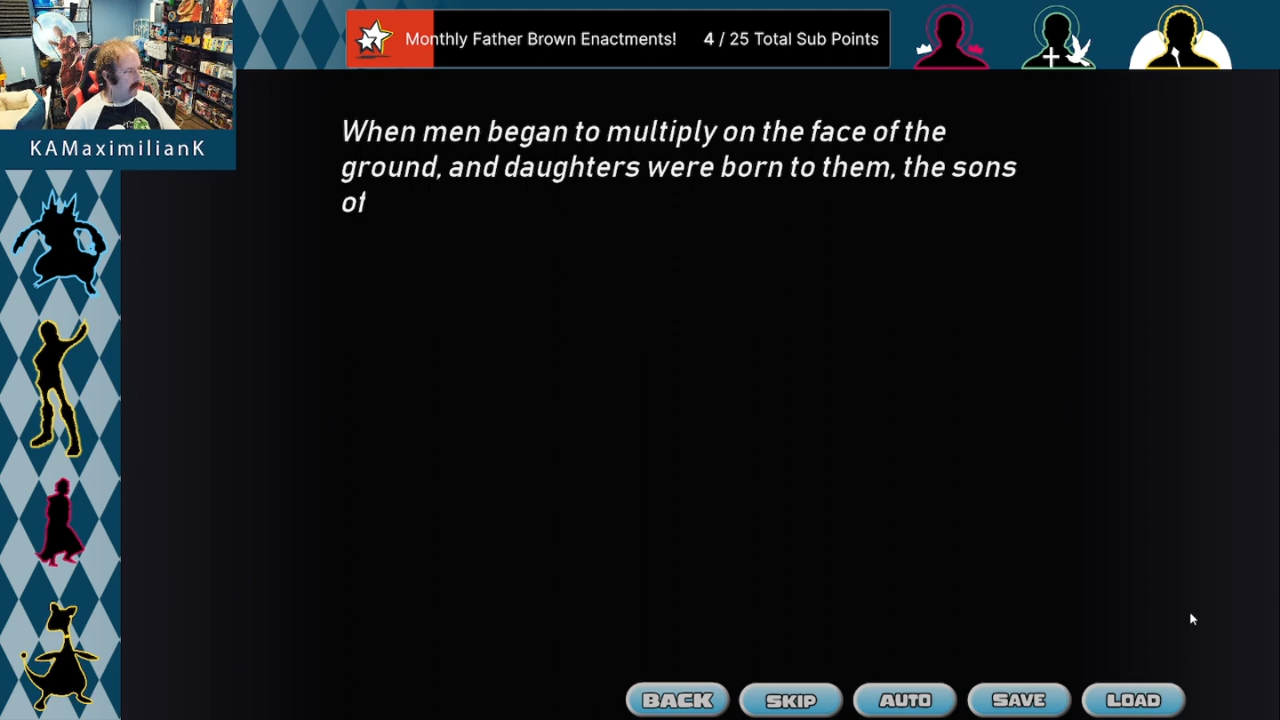 Monthly Father Brown Enactments! 4 / 25 Total Sub Points
KAMaximilianK
When men began to multiply on the face of the
ground, and daughters were born to them, the sons
of
BACK SKIP AUTO SAVE LOAD